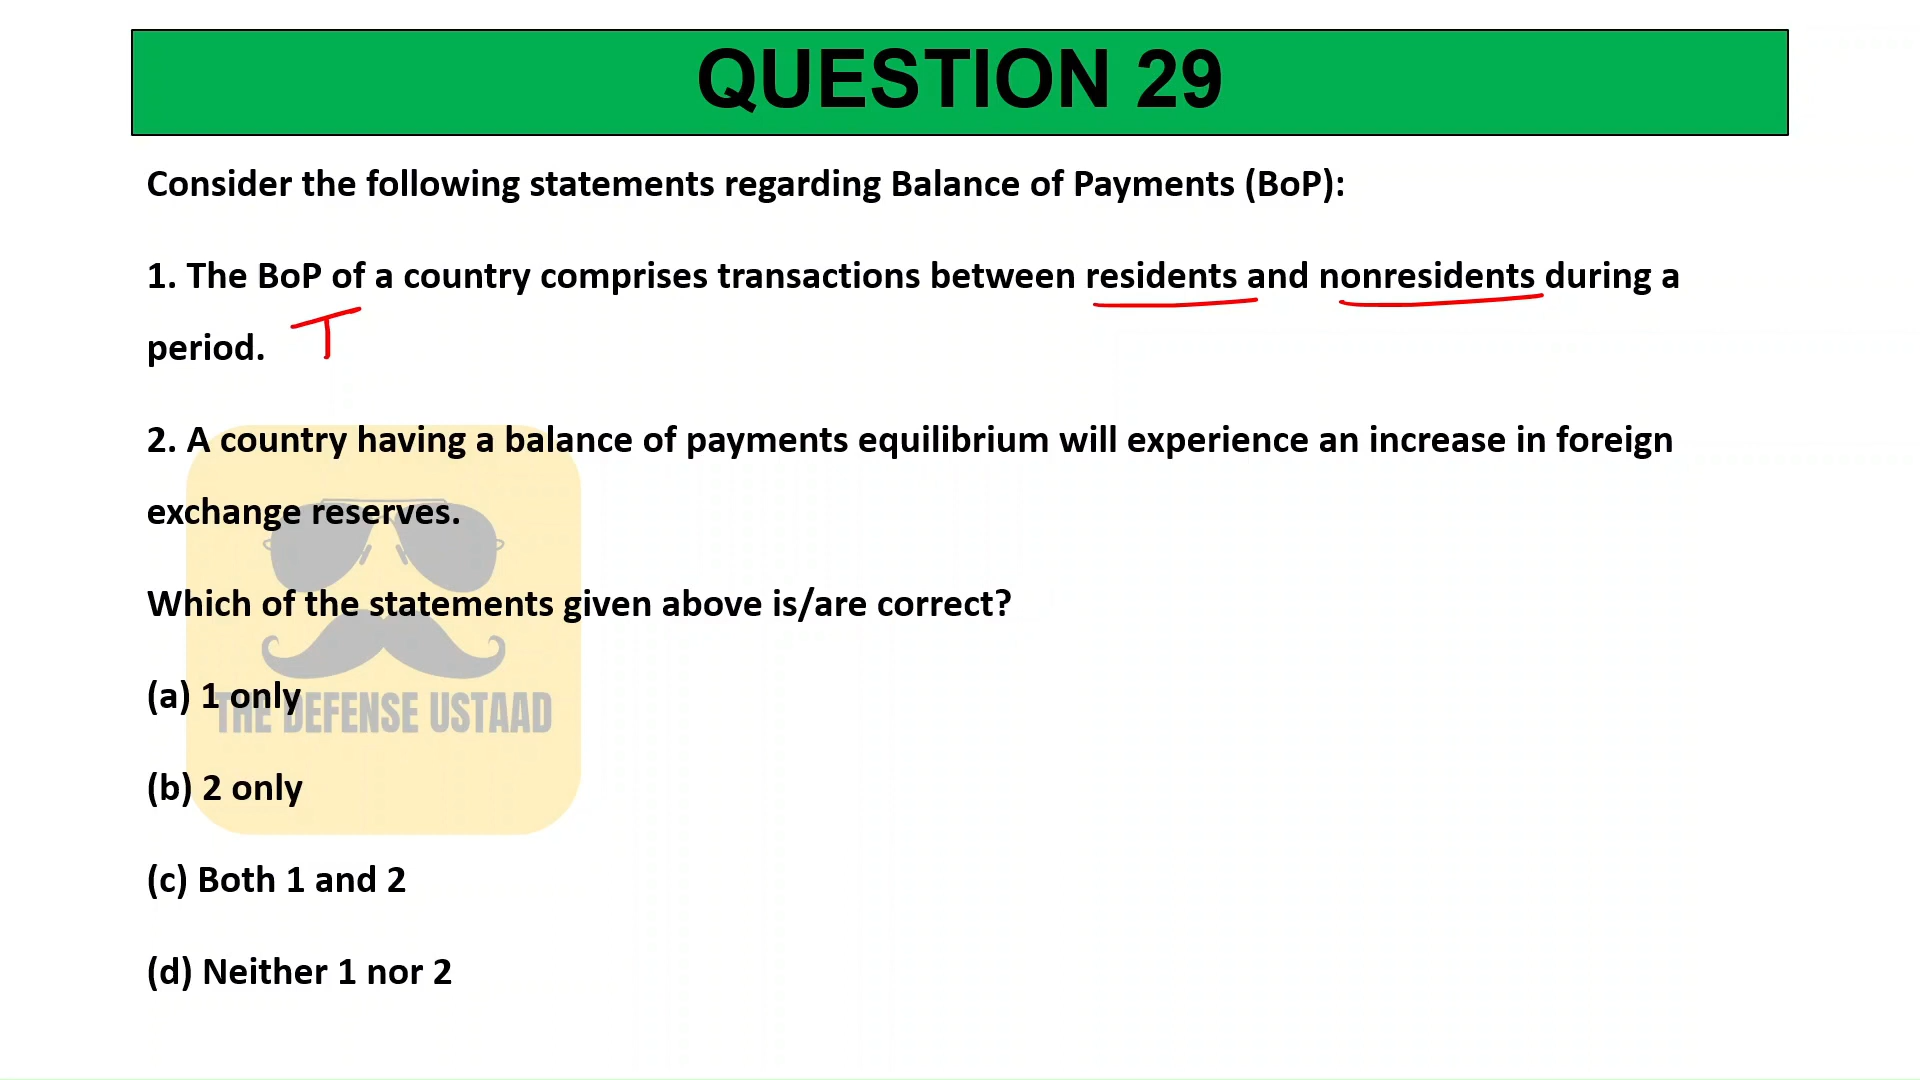 QUESTION 29
Consider the following statements regarding Balance of Payments (BoP):
1. The BoP of a country comprises transactions between residents and nonresidents during a
period. T
2. A country having a balance of payments equilibrium will experience an increase in foreign
exchange reserves.
Which of the statements given above is/are correct?
(a) 1 only
THE DEFENSE USTAAD
(b) 2 only
(c) Both 1 and 2
(d) Neither 1 nor 2